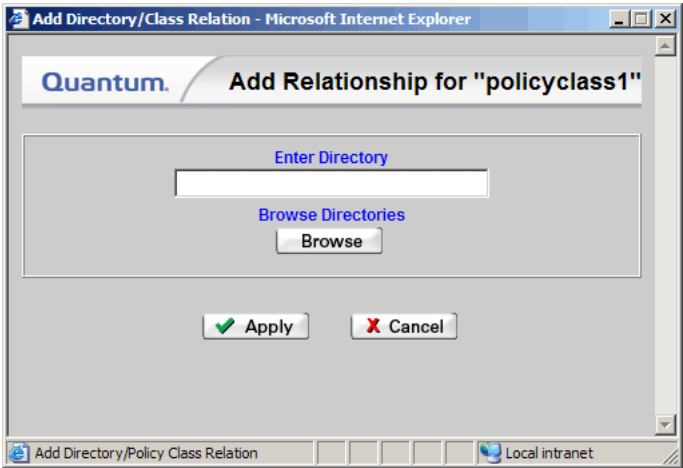 Add Directory/Class Relation - Microsoft Internet Explorer
Quantum. Add Relationship for "policyclass1"
Enter Directory
Browse Directories
Browse
Apply Cancel
Add Directory/Policy Class Relation Local intranet